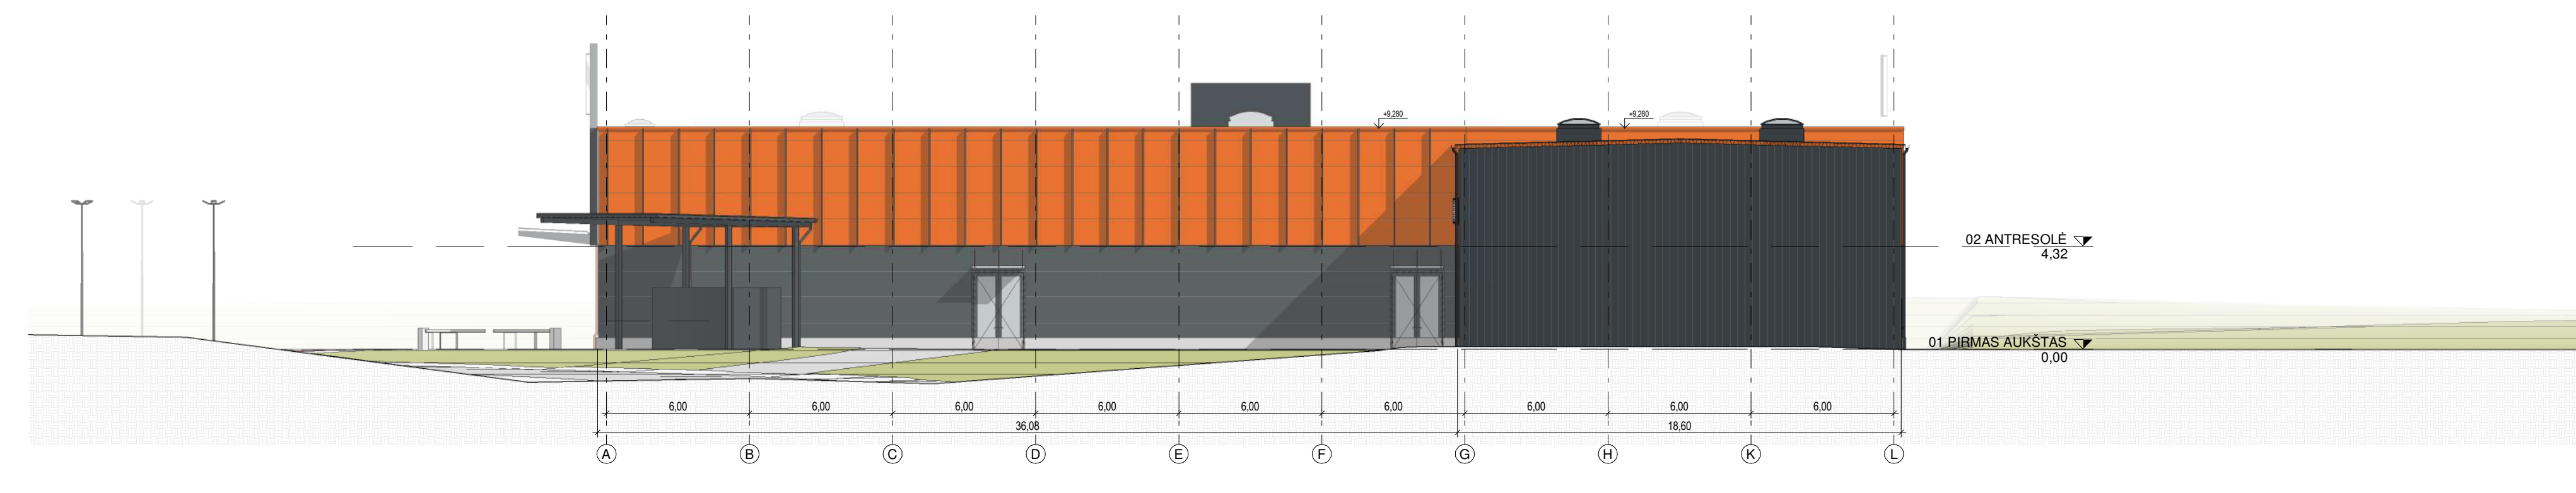 +9,280
+9,280
02 ANTRESOLĖ
4,32
01 PIRMAS AUKŠTAS
0,00
6,00 6,00 6,00 6,00 6,00 6,00 6,00 6,00 6,00
36,08 18,60
A B C D E F G H K L